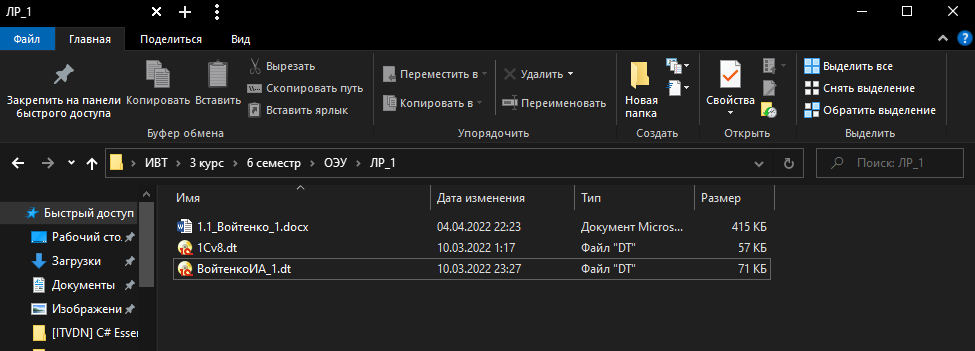 ЛР_1
Файл Главная Поделиться Вид
Закрепить на панели быстрого доступа
Копировать
Вставить
Вырезать
Скопировать путь
Вставить ярлык
Буфер обмена
Переместить в
Копировать в
Удалить
Переименовать
Упорядочить
Новая папка
Создать
Свойства
Открыть
Выделить все
Снять выделение
Обратить выделение
Выделить
ИВТ > 3 курс > 6 семестр > ОЭУ > ЛР_1
Поиск: ЛР_1
Имя Дата изменения Тип Размер
1.1_Войтенко_1.docx 04.04.2022 22:23 Документ Micros... 415 КБ
1Cv8.dt 10.03.2022 1:17 Файл "DT" 57 КБ
ВойтенкоИА_1.dt 10.03.2022 23:27 Файл "DT" 71 КБ
Быстрый доступ
Рабочий сто.
Загрузки
Документы
Изображени
[ITVDN] C# Esser